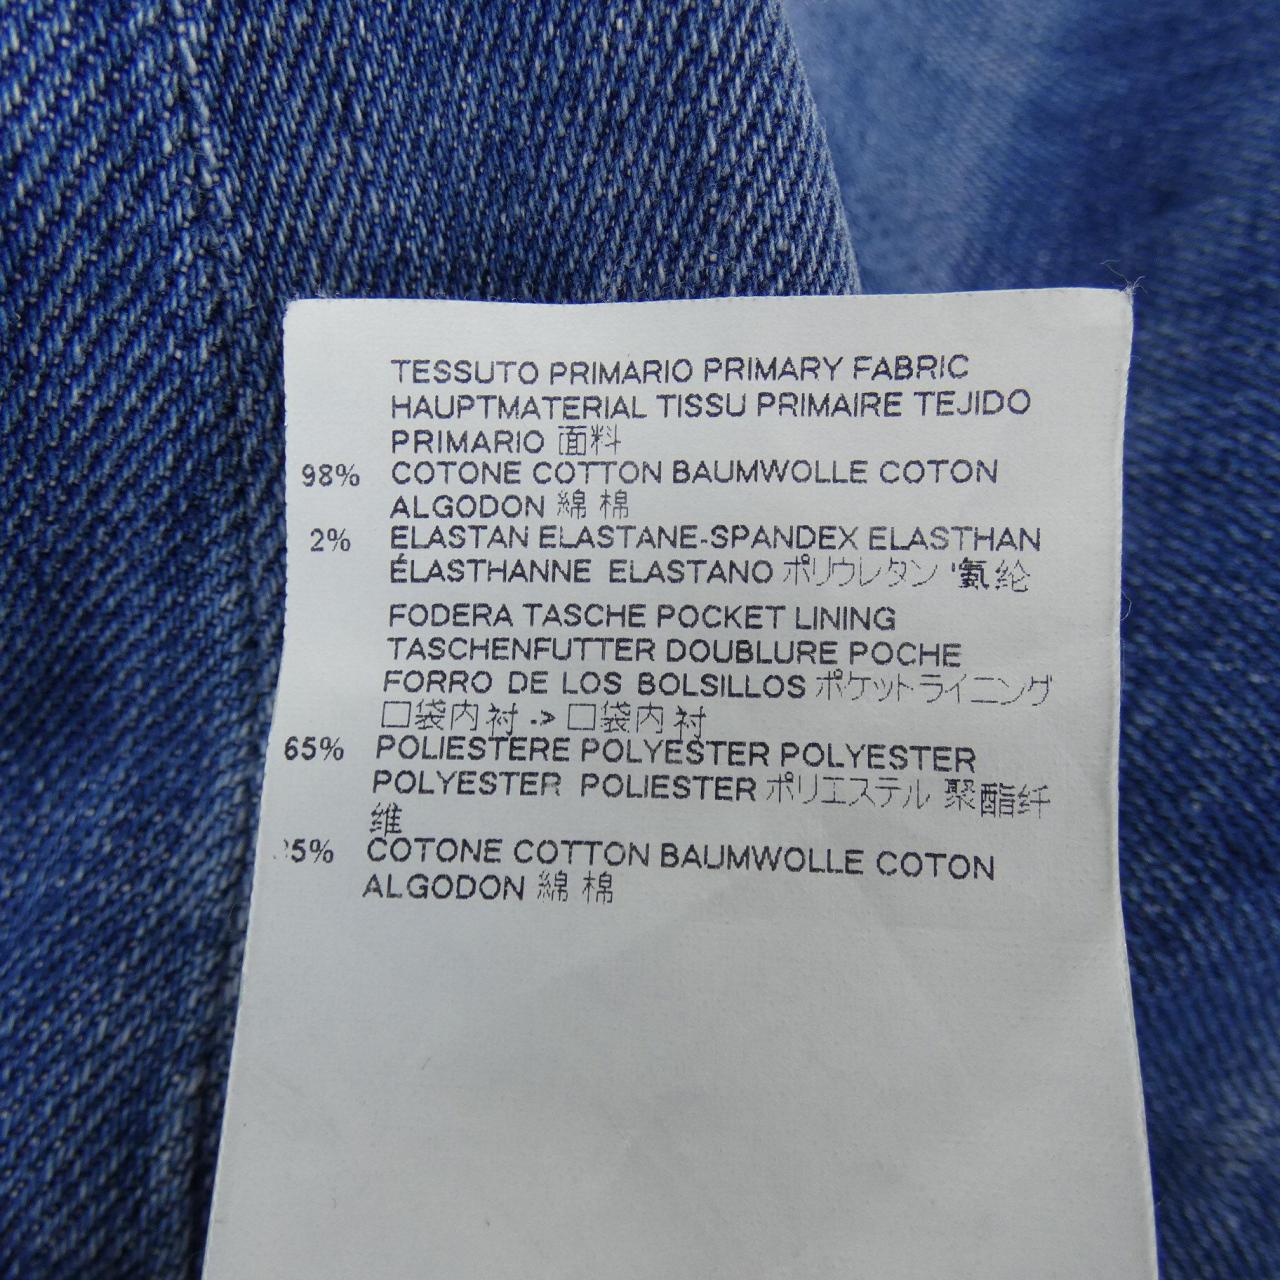 TESSUTO PRIMARIO PRIMARY FABRIC
HAUPTMATERIAL TISSU PRIMAIRE TEJIDO
PRIMARIO 面料
98% COTONE COTTON BAUMWOLLE COTON
ALGODON 綿 棉
2% ELASTAN ELASTANE-SPANDEX ELASTHAN
ÉLASTHANNE ELASTANO ポリウレタン '氨纶
FODERA TASCHE POCKET LINING
TASCHENFUTTER DOUBLURE POCHE
FORRO DE LOS BOLSILLOS ポケットライニング
口袋内衬 -> 口袋内衬
65% POLIESTERE POLYESTER POLYESTER
POLYESTER POLIESTER ポリエステル 聚酯纤
维
COTONE COTTON BAUMWOLLE COTON
ALGODON 綿 棉